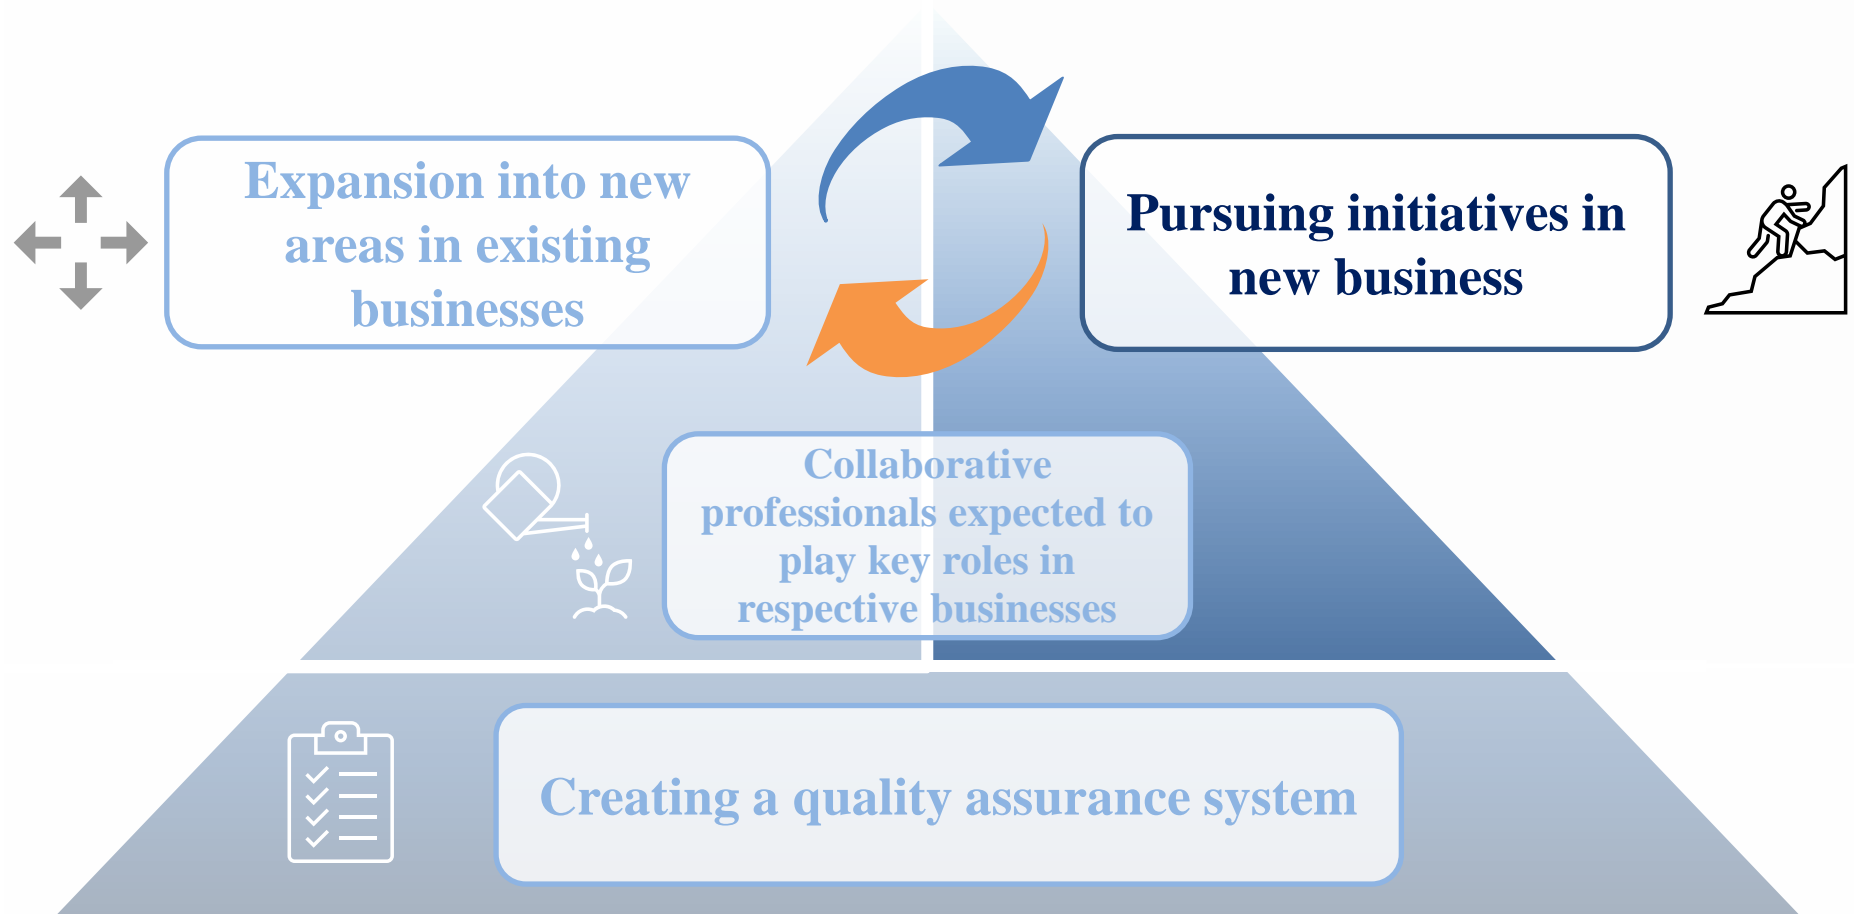 Expansion into new
areas in existing
businesses
Pursuing initiatives in
new business
Collaborative
professionals expected to
play key roles in
respective businesses
Creating a quality assurance system